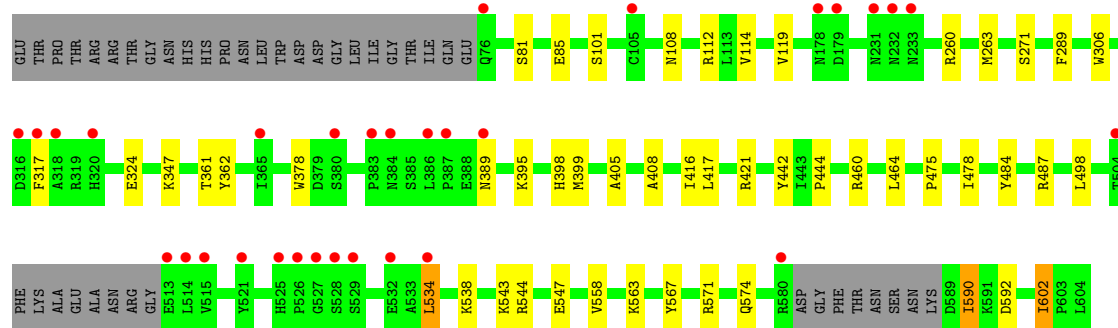 GLU THR PRO THR ARG ARG THR GLY ASN HIS HIS PRO ASN LEU TRP ASP ASP GLY LEU ILE GLY THR ILE GLN GLU Q76 S81 E85 S101 C105 N108 R112 L113 V114 V119 N178 D179 N231 N232 N233 R260 M263 S271 F289 W306
D316 F317 A318 R319 H320 E324 K347 T361 Y362 I365 W378 D379 S380 P383 N384 S385 L386 P387 E388 N389 K395 H398 M399 A405 A408 I416 L417 R421 Y442 I443 P444 R460 L464 P475 I478 Y484 R487 L498 T504
PHE LYS ALA GLU ALA ASN ARG GLY E513 L514 V515 Y521 H525 P526 G527 S528 S529 E532 A533 L534 K538 K543 R544 E547 V558 K563 Y567 R571 Q574 R580 ASP GLY PHE THR ASN SER ASN LYS D589 I590 K591 D592 I602 P603 L604